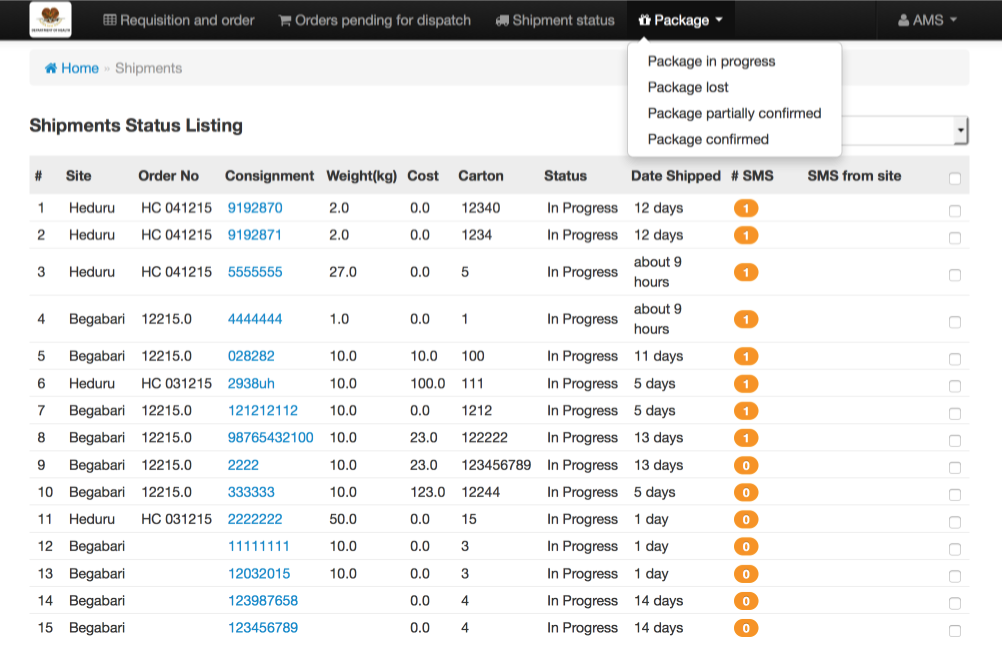 DEPARTMENT OF HEALTH
Requisition and order Orders pending for dispatch Shipment status Package AMS
Home » Shipments
Package in progress
Package lost
Package partially confirmed
Package confirmed
Shipments Status Listing
# Site Order No Consignment Weight(kg) Cost Carton Status Date Shipped # SMS SMS from site
1 Heduru HC 041215 9192870 2.0 0.0 12340 In Progress 12 days 1
2 Heduru HC 041215 9192871 2.0 0.0 1234 In Progress 12 days 1
3 Heduru HC 041215 5555555 27.0 0.0 5 In Progress about 9 hours 1
4 Begabari 12215.0 4444444 1.0 0.0 1 In Progress about 9 hours 1
5 Begabari 12215.0 028282 10.0 10.0 100 In Progress 11 days 1
6 Heduru HC 031215 2938uh 10.0 100.0 111 In Progress 5 days 1
7 Begabari 12215.0 121212112 10.0 0.0 1212 In Progress 5 days 1
8 Begabari 12215.0 98765432100 10.0 23.0 122222 In Progress 13 days 1
9 Begabari 12215.0 2222 10.0 23.0 123456789 In Progress 13 days 0
10 Begabari 12215.0 333333 10.0 123.0 12244 In Progress 5 days 0
11 Heduru HC 031215 2222222 50.0 0.0 15 In Progress 1 day 0
12 Begabari 11111111 10.0 0.0 3 In Progress 1 day 0
13 Begabari 12032015 10.0 0.0 3 In Progress 1 day 0
14 Begabari 123987658 0.0 4 In Progress 14 days 0
15 Begabari 123456789 0.0 4 In Progress 14 days 0